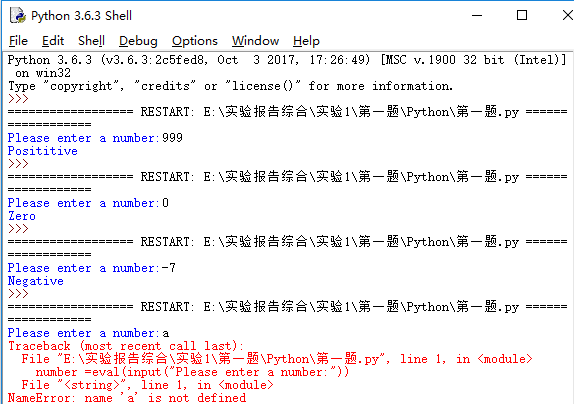 Python 3.6.3 Shell
File Edit Shell Debug Options Window Help
Python 3.6.3 (v3.6.3:2c5fed8, Oct  3 2017, 17:26:49) [MSC v.1900 32 bit (Intel)]
 on win32
Type "copyright", "credits" or "license()" for more information.
>>>
================== RESTART: E:\实验报告综合\实验1\第一题\Python\第一题.py ======
============
Please enter a number:999
Posititive
>>>
================== RESTART: E:\实验报告综合\实验1\第一题\Python\第一题.py ======
============
Please enter a number:0
Zero
>>>
================== RESTART: E:\实验报告综合\实验1\第一题\Python\第一题.py ======
============
Please enter a number:-7
Negative
>>>
================== RESTART: E:\实验报告综合\实验1\第一题\Python\第一题.py ======
============
Please enter a number:a
Traceback (most recent call last):
  File "E:\实验报告综合\实验1\第一题\Python\第一题.py", line 1, in <module>
    number =eval(input("Please enter a number:"))
  File "<string>", line 1, in <module>
NameError: name 'a' is not defined